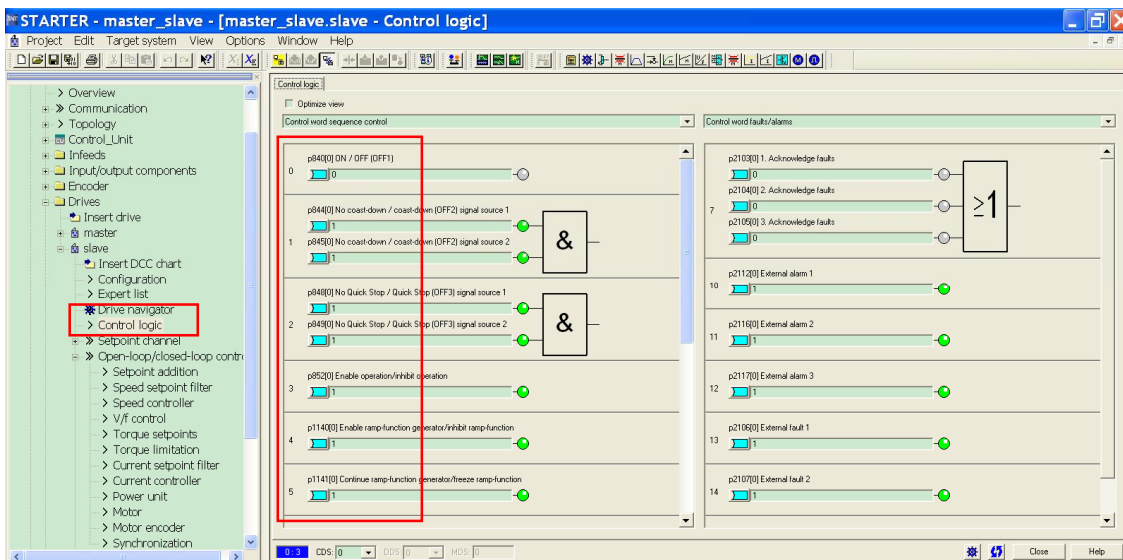 STARTER - master_slave - [master_slave.slave - Control logic]
Project Edit Target system View Options Window Help
> Overview
» Communication
> Topology
Control_Unit
Infeeds
Input/output components
Encoder
Drives
Insert drive
master
slave
Insert DCC chart
> Configuration
> Expert list
Drive navigator
> Control logic
» Setpoint channel
» Open-loop/closed-loop contr
> Setpoint addition
> Speed setpoint filter
> Speed controller
> V/f control
> Torque setpoints
> Torque limitation
> Current setpoint filter
> Current controller
> Power unit
> Motor
> Motor encoder
> Synchronization
Control logic
Optimize view
Control word sequence control
p840[0] ON / OFF (OFF1)
0 0
p844[0] No coast-down / coast-down (OFF2) signal source 1
1
1 p845[0] No coast-down / coast-down (OFF2) signal source 2
1
&
p848[0] No Quick Stop / Quick Stop (OFF3) signal source 1
1
2 p849[0] No Quick Stop / Quick Stop (OFF3) signal source 2
1
&
p852[0] Enable operation/inhibit operation
3 1
p1140[0] Enable ramp-function generator/inhibit ramp-function
4 1
p1141[0] Continue ramp-function generator/freeze ramp-function
5 1
Control word faults/alarms
p2103[0] 1. Acknowledge faults
0
p2104[0] 2. Acknowledge faults
7 0
p2105[0] 3. Acknowledge faults
0
≥1
p2112[0] External alarm 1
10 1
p2116[0] External alarm 2
11 1
p2117[0] External alarm 3
12 1
p2106[0] External fault 1
13 1
p2107[0] External fault 2
14 1
0 : 3 CDS: 0 DDS: 0 MDS: 0 Close Help